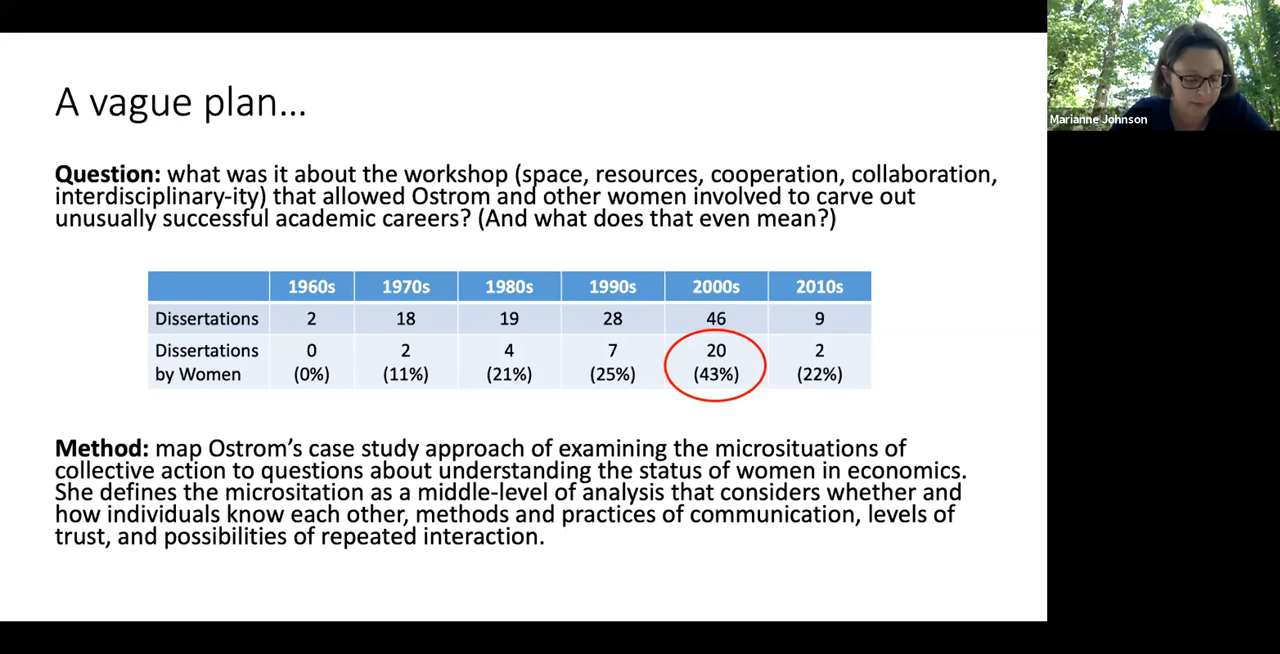 A vague plan...
Question: what was it about the workshop (space, resources, cooperation, collaboration,
interdisciplinary-ity) that allowed Ostrom and other women involved to carve out
unusually successful academic careers? (And what does that even mean?)
1960s 1970s 1980s 1990s 2000s 2010s
Dissertations 2 18 19 28 46 9
Dissertations 0 2 4 7 20 2
by Women (0%) (11%) (21%) (25%) (43%) (22%)
Method: map Ostrom's case study approach of examining the microsituations of
collective action to questions about understanding the status of women in economics.
She defines the micrositation as a middle-level of analysis that considers whether and
how individuals know each other, methods and practices of communication, levels of
trust, and possibilities of repeated interaction.
Marianne Johnson